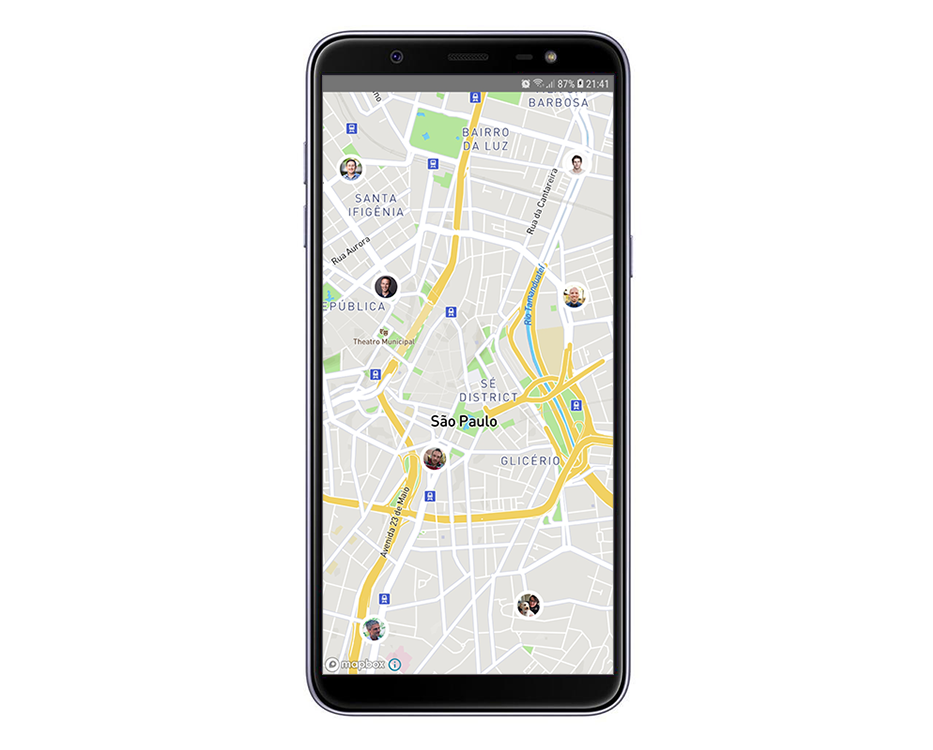 87% 21:41
BARBOSA
BAIRRO
DA LUZ
SANTA
IFIGÊNIA
Rua da Cantareira
Rua Aurora
EPÚBLICA
Rio Tamanduateí
Theatro Municipal
SÉ
DISTRICT
São Paulo
GLICÉRIO
Avenida 23 de Maio
mapbox